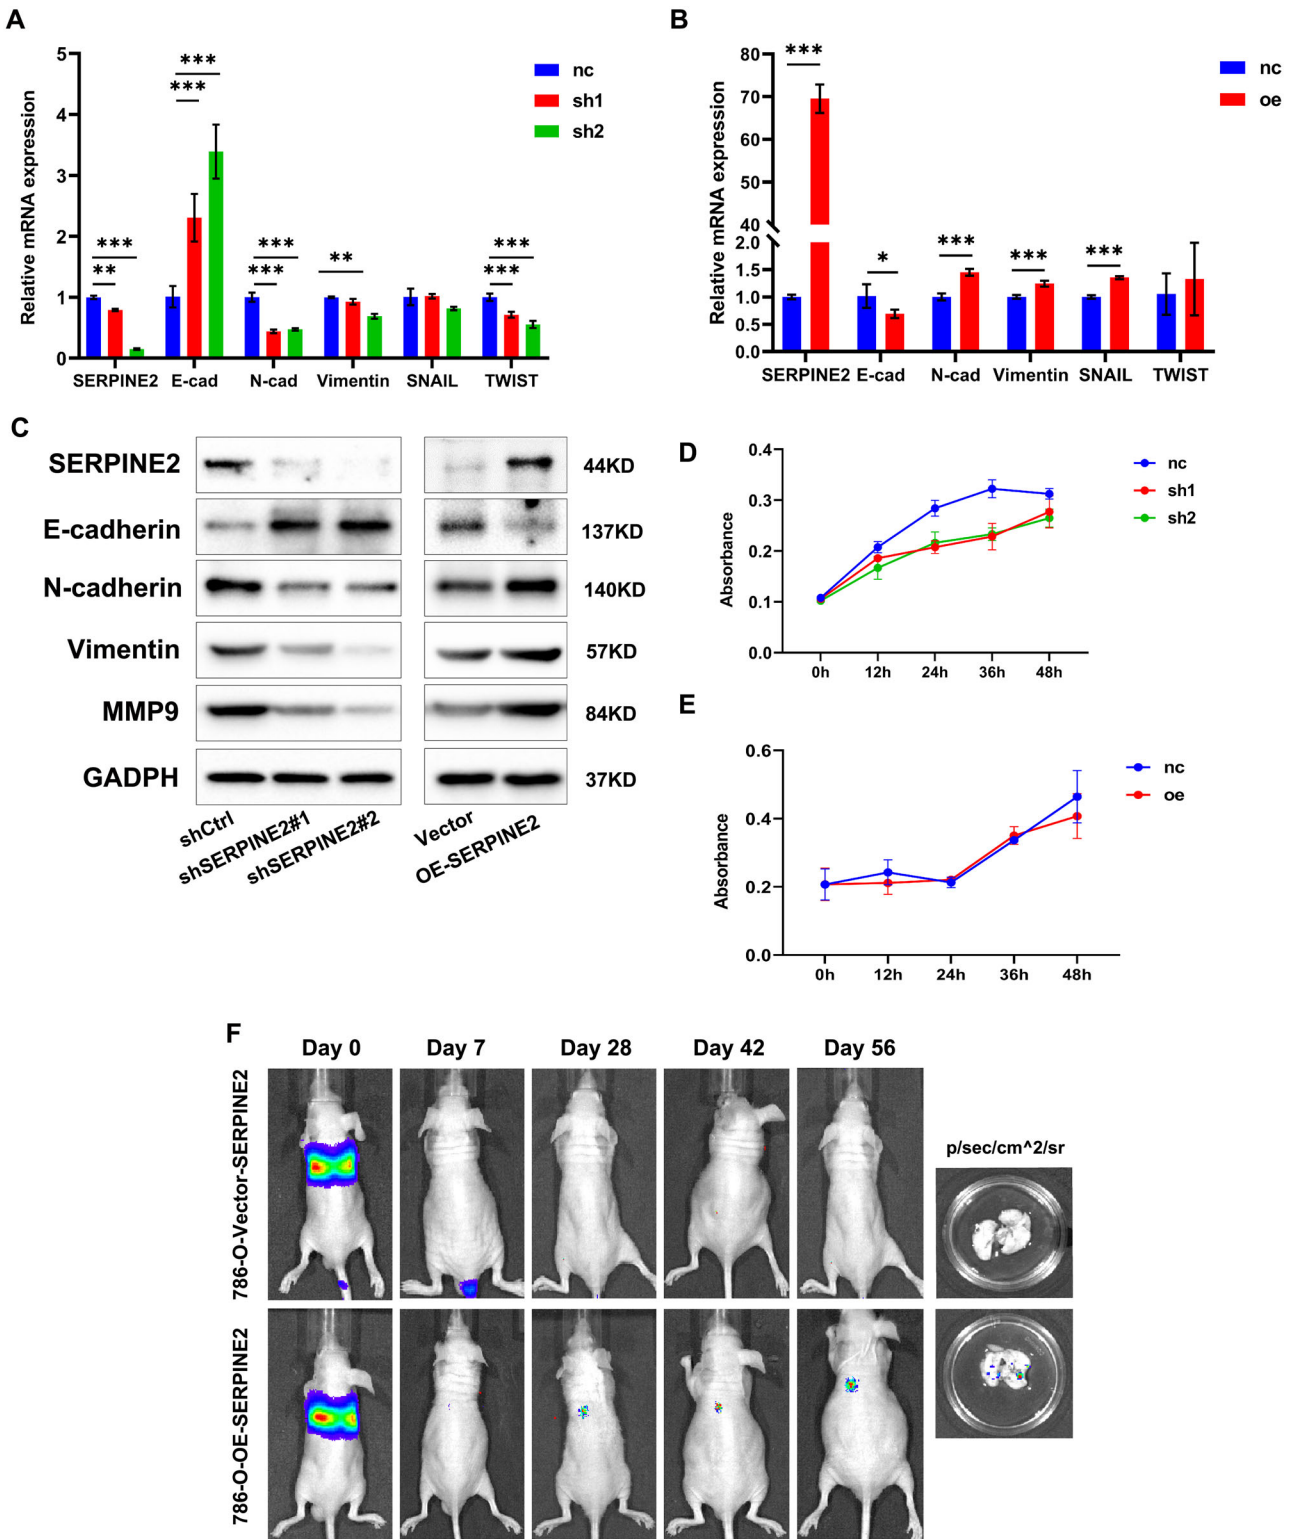 A
Relative mRNA expression
5
4
3
2
1
0
***
***
***
**
***
***
**
***
***
nc
sh1
sh2
SERPINE2 E-cad N-cad Vimentin SNAIL TWIST
B
Relative mRNA expression
80
70
60
50
40
2.0
1.5
1.0
0.5
0.0
***
*
***
***
***
nc
oe
SERPINE2 E-cad N-cad Vimentin SNAIL TWIST
C
SERPINE2 44KD
E-cadherin 137KD
N-cadherin 140KD
Vimentin 57KD
MMP9 84KD
GADPH 37KD
shCtrl
shSERPINE2#1
shSERPINE2#2
Vector
OE-SERPINE2
D
Absorbance
0.4
0.3
0.2
0.1
0.0
0h 12h 24h 36h 48h
nc
sh1
sh2
E
Absorbance
0.6
0.4
0.2
0.0
0h 12h 24h 36h 48h
nc
oe
F
Day 0 Day 7 Day 28 Day 42 Day 56
786-O-Vector-SERPINE2
p/sec/cm^2/sr
786-O-OE-SERPINE2